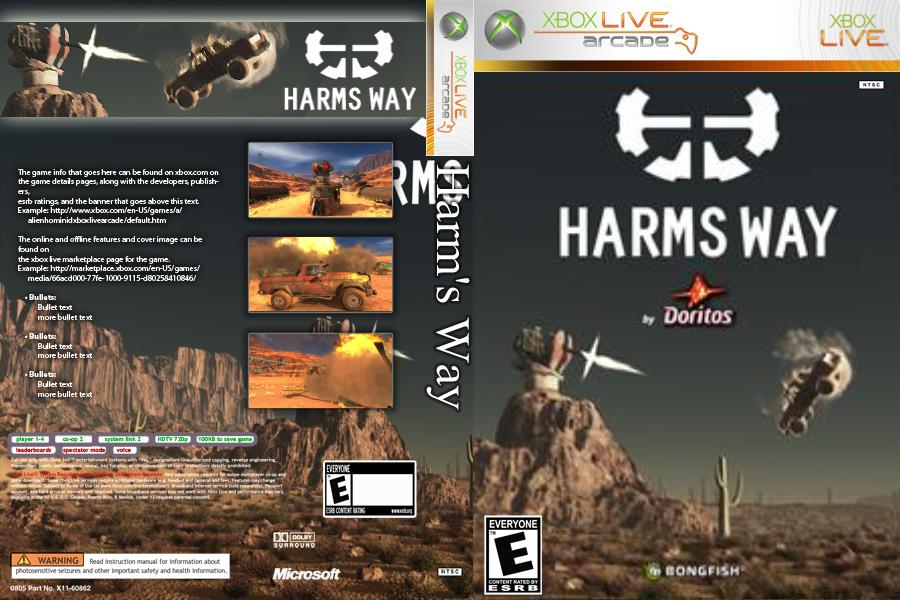 HARMS WAY
The game info that goes here can be found on xbox.com on
the game details pages, along with the developers, publish-
ers,
esrb ratings, and the banner that goes above this text.
Example: http://www.xbox.com/en-US/games/a/
alienhominidxboxlivearcade/default.htm
The online and offline features and cover image can be
found on
the xbox live marketplace page for the game.
Example: http://marketplace.xbox.com/en-US/games/
media/66acd000-77fe-1000-9115-d80258410846/
• Bullets:
Bullet text
more bullet text
• Bullets:
Bullet text
more bullet text
• Bullets:
Bullet text
more bullet text
player 1-4 co-op 2 system link 2 HDTV 720p 100KB to save game
leaderboards spectator mode voice
EVERYONE
E
ESRB CONTENT RATING www.esrb.org
DOLBY
SURROUND
WARNING Read instruction manual for information about
photosensitive seizures and other important safety and health information.
0805 Part No. X11-60862
Microsoft
NTSC
XBOX LIVE
arcade
RMS
Harm's Way
XBOX LIVE
arcade
XBOX
LIVE
NTSC
HARMS WAY
by Doritos
EVERYONE
E
CONTENT RATED BY
ESRB
BONGFISH